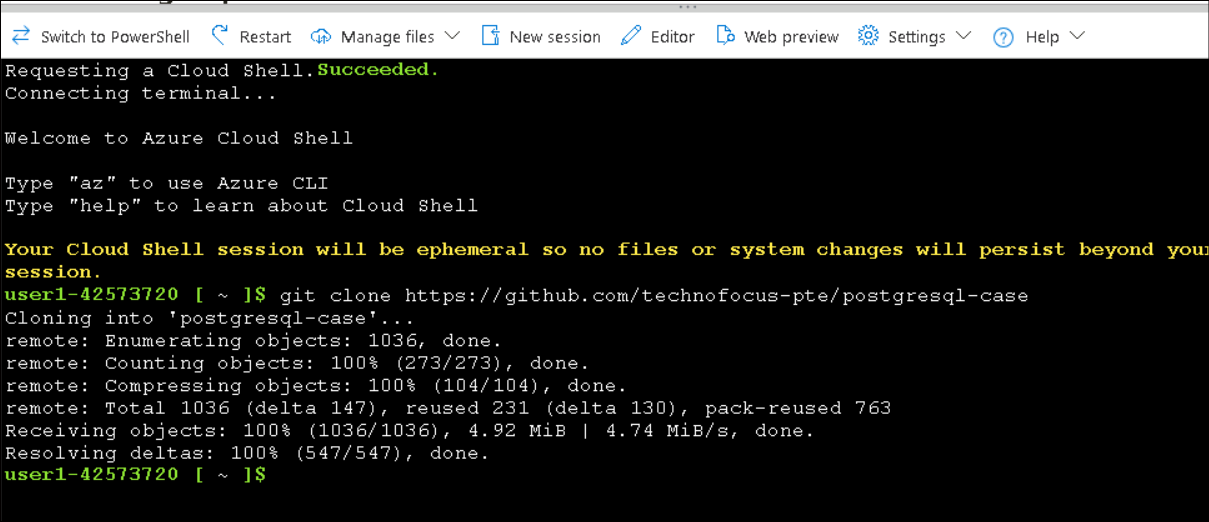 Switch to PowerShell Restart Manage files New session Editor Web preview Settings Help
Requesting a Cloud Shell.Succeeded.
Connecting terminal...
Welcome to Azure Cloud Shell
Type "az" to use Azure CLI
Type "help" to learn about Cloud Shell
Your Cloud Shell session will be ephemeral so no files or system changes will persist beyond your
session.
user1-42573720 [ ~ ]$ git clone https://github.com/technofocus-pte/postgresql-case
Cloning into 'postgresql-case'...
remote: Enumerating objects: 1036, done.
remote: Counting objects: 100% (273/273), done.
remote: Compressing objects: 100% (104/104), done.
remote: Total 1036 (delta 147), reused 231 (delta 130), pack-reused 763
Receiving objects: 100% (1036/1036), 4.92 MiB | 4.74 MiB/s, done.
Resolving deltas: 100% (547/547), done.
user1-42573720 [ ~ ]$